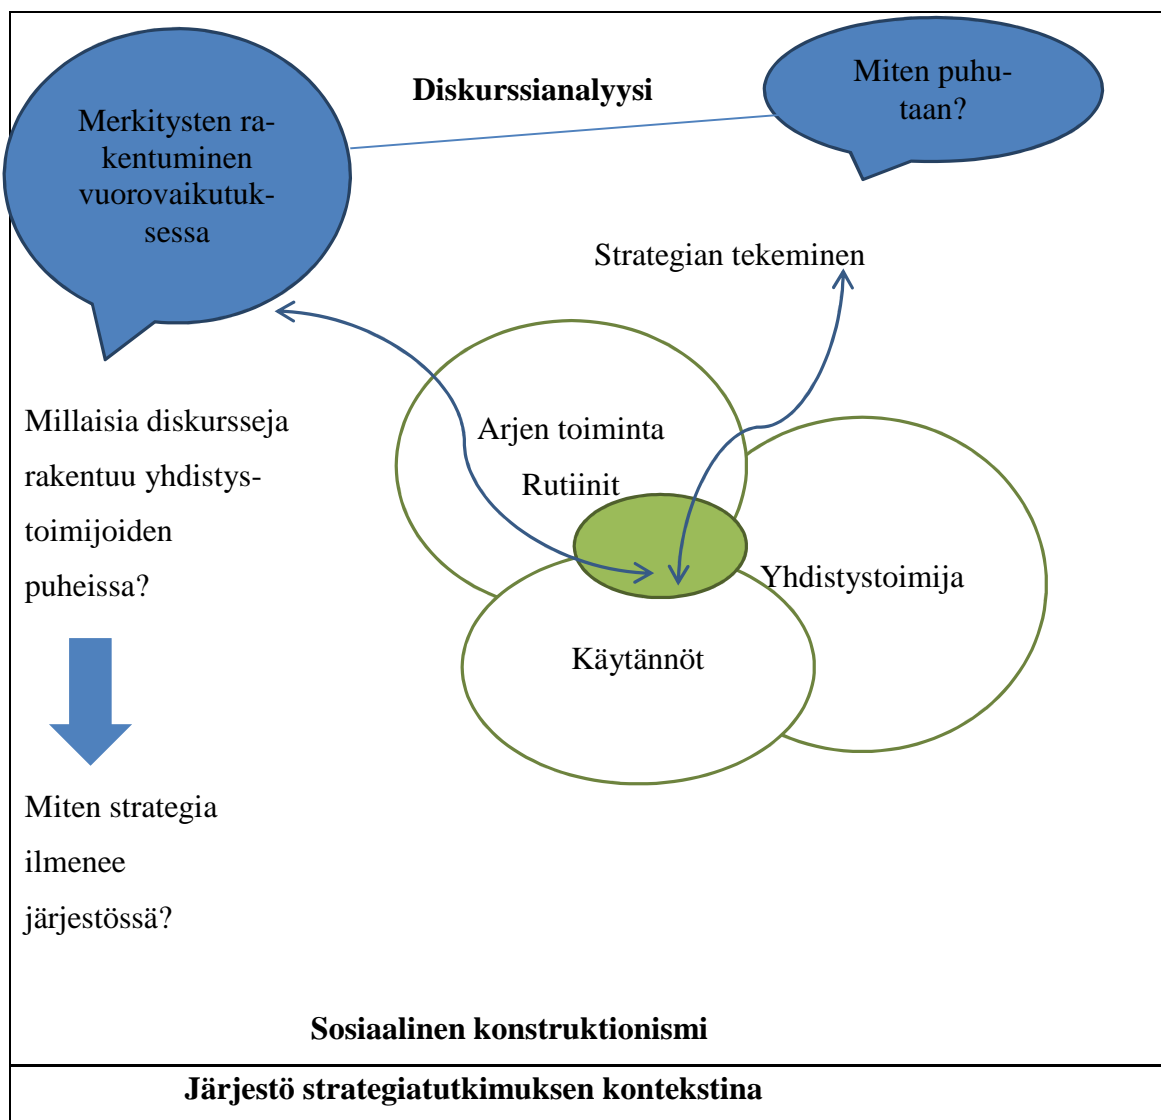 Diskurssianalyysi
Merkitysten ra-
kentuminen
vuorovaikutuk-
sessa
Miten puhu-
taan?
Strategian tekeminen
Millaisia diskursseja
rakentuu yhdistys-
toimijoiden
puheissa?
Arjen toiminta
Rutiinit
Yhdistystoimija
Käytännöt
Miten strategia
ilmenee
järjestössä?
Sosiaalinen konstruktionismi
Järjestö strategiatutkimuksen kontekstina